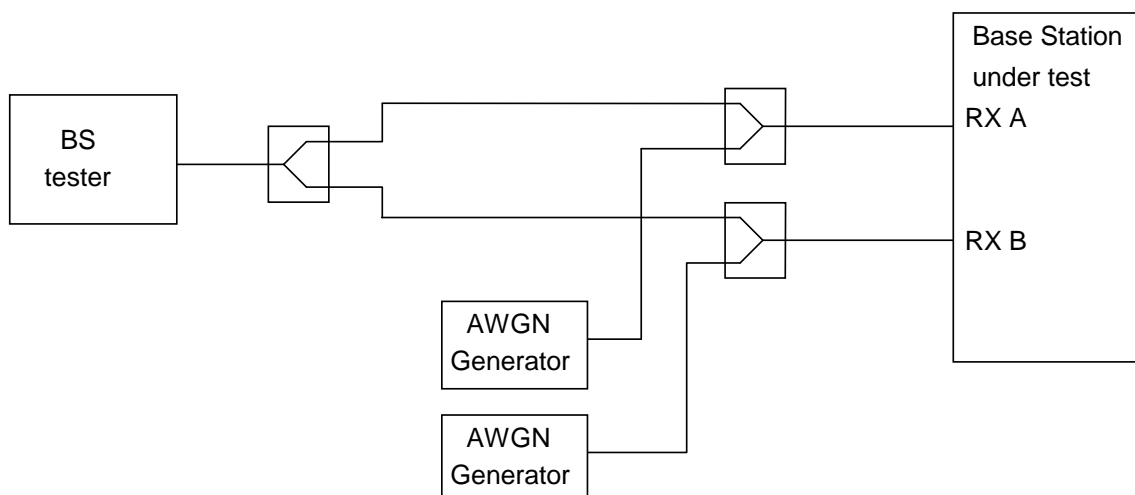 BS
tester
Base Station
under test
RX A
RX B
AWGN
Generator
AWGN
Generator